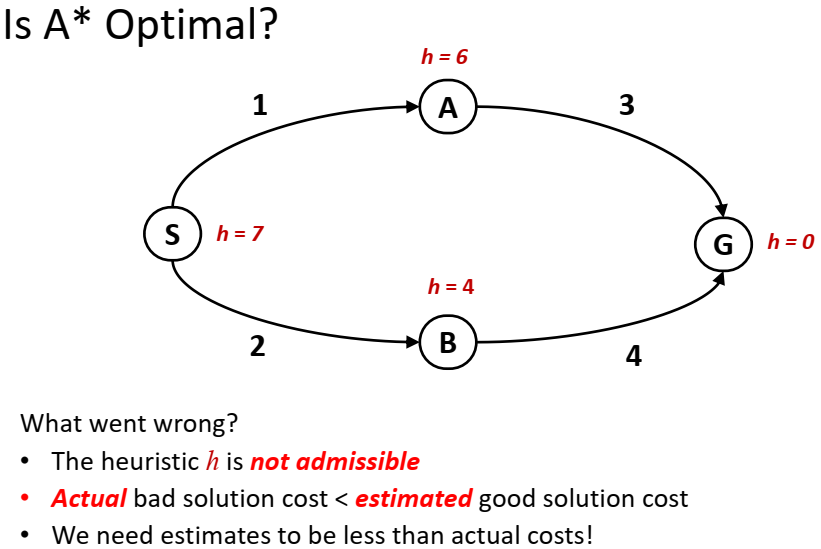 Is A* Optimal?
h = 6
1
A
3
S
h = 7
G
h = 0
h = 4
2
B
4
What went wrong?
• The heuristic h is not admissible
• Actual bad solution cost < estimated good solution cost
• We need estimates to be less than actual costs!